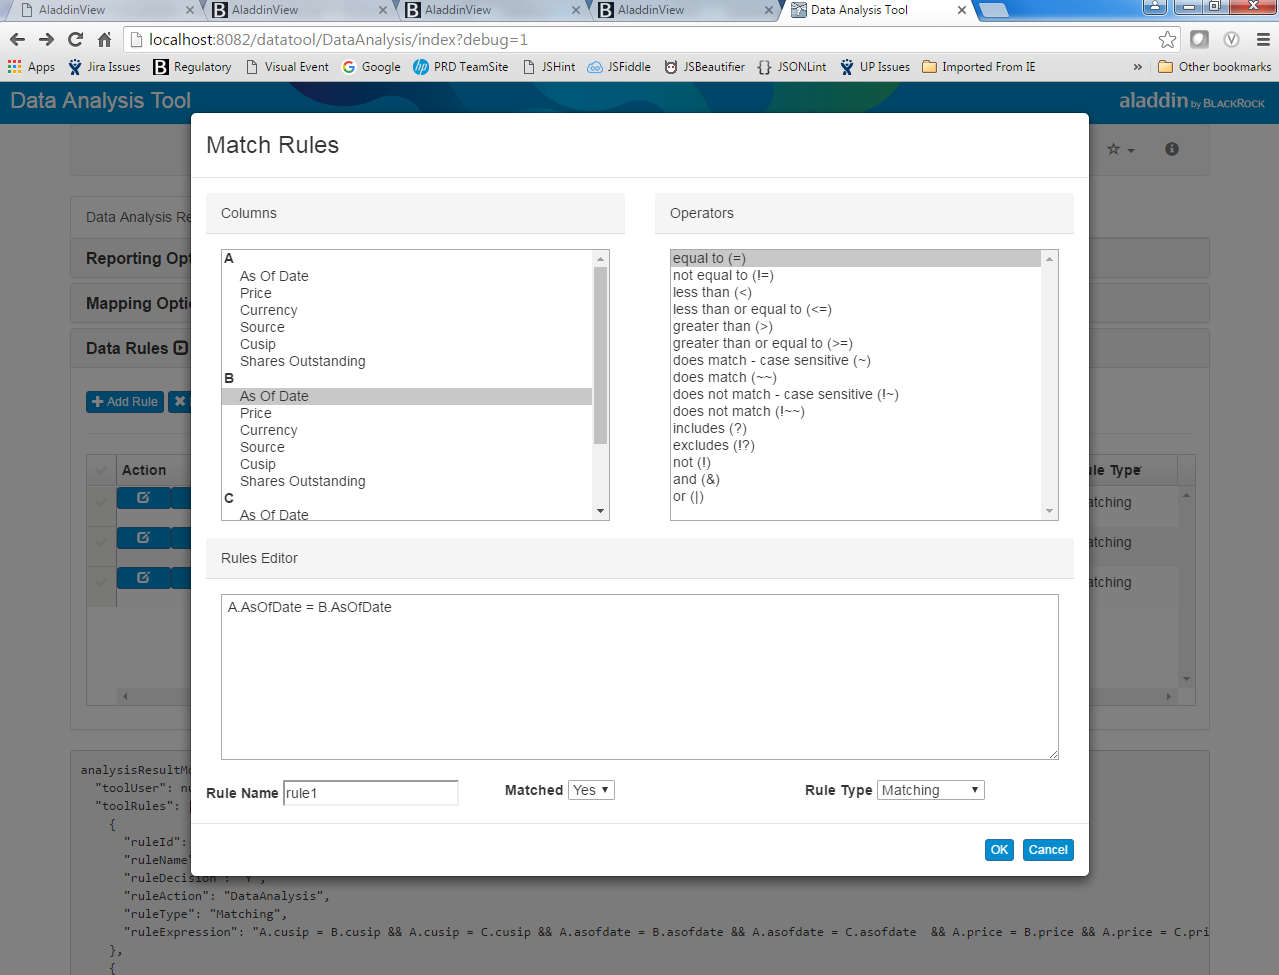 AladdinView
AladdinView
AladdinView
AladdinView
Data Analysis Tool
localhost:8082/datatool/DataAnalysis/index?debug=1
Apps
Jira Issues
Regulatory
Visual Event
Google
PRD TeamSite
JSHint
JSFiddle
JSBeautifier
JSONLint
UP Issues
Imported From IE
»
Other bookmarks
Data Analysis Tool
aladdin by BLACKROCK
Match Rules
Data Analysis Re
Reporting Opt
Mapping Optio
Data Rules
Add Rule
Action
Columns
A
As Of Date
Price
Currency
Source
Cusip
Shares Outstanding
B
As Of Date
Price
Currency
Source
Cusip
Shares Outstanding
C
As Of Date
Operators
equal to (=)
not equal to (!=)
less than (<)
less than or equal to (<=)
greater than (>)
greater than or equal to (>=)
does match - case sensitive (~)
does match (~~)
does not match - case sensitive (!~)
does not match (!~~)
includes (?)
excludes (!?)
not (!)
and (&)
or (|)
ule Type
atching
atching
atching
Rules Editor
A.AsOfDate = B.AsOfDate
Rule Name rule1
Matched Yes
Rule Type Matching
OK Cancel
analysisResultMo
"toolUser": nu
"toolRules": [
{
"ruleId":
"ruleName"
"ruleDecision": "Y",
"ruleAction": "DataAnalysis",
"ruleType": "Matching",
"ruleExpression": "A.cusip = B.cusip && A.cusip = C.cusip && A.asofdate = B.asofdate && A.asofdate = C.asofdate  && A.price = B.price && A.price = C.pri
},
{